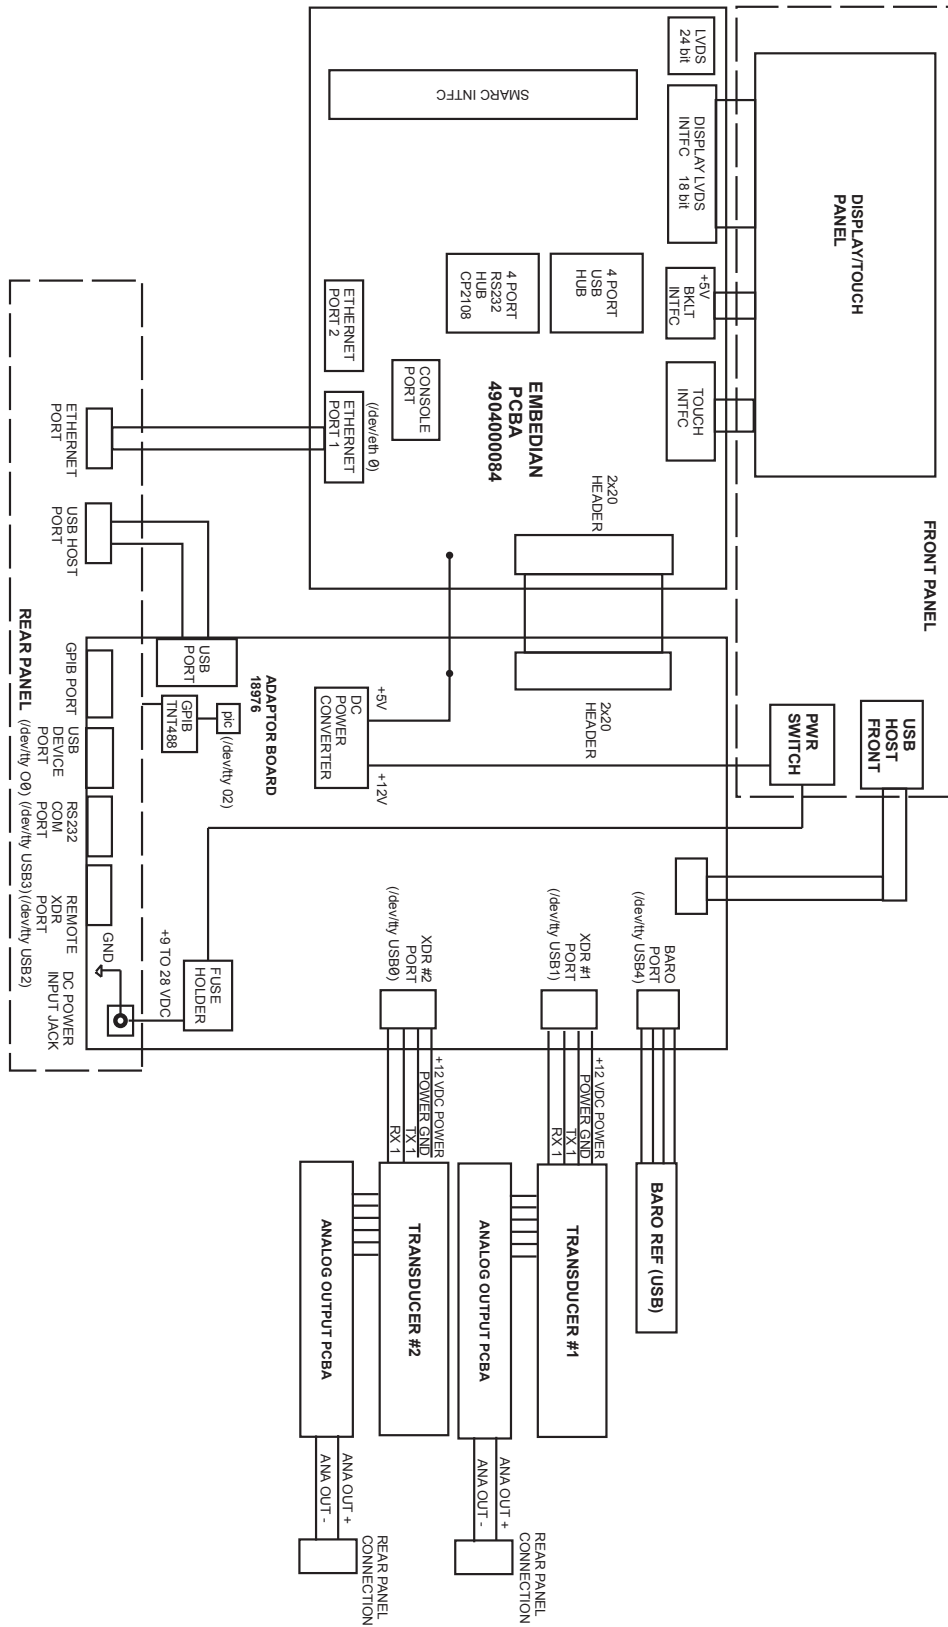 FRONT PANEL
DISPLAY/TOUCH
PANEL
USB
HOST
FRONT
PWR
SWITCH
LVDS
24 bit
DISPLAY LVDS
INTFC 18 bit
+5V
BKLT
INTFC
TOUCH
INTFC
SMARC INTFC
4 PORT
USB
HUB
4 PORT
RS232
HUB
CP2108
EMBEDIAN
PCBA
4904000084
CONSOLE
PORT
ETHERNET
PORT 2
(/dev/eth 0)
ETHERNET
PORT 1
2x20
HEADER
2x20
HEADER
+5V
+12V
DC
POWER
CONVERTER
ADAPTOR BOARD
18976
USB
PORT
pic
(/dev/tty 02)
GPIB
TNT488
FUSE
HOLDER
+9 TO 28 VDC
GND
BARO
PORT
(/dev/tty USB4)
XDR #1
PORT
(/dev/tty USB1)
XDR #2
PORT
(/dev/tty USB0)
BARO REF (USB)
+12 VDC POWER
POWER GND
TX 1
RX 1
TRANSDUCER #1
ANALOG OUTPUT PCBA
ANA OUT +
ANA OUT -
REAR PANEL
CONNECTION
+12 VDC POWER
POWER GND
TX 1
RX 1
TRANSDUCER #2
ANALOG OUTPUT PCBA
ANA OUT +
ANA OUT -
REAR PANEL
CONNECTION
ETHERNET
PORT
USB HOST
PORT
GPIB PORT
USB
DEVICE
PORT
(/dev/tty O0)
RS232
COM
PORT
(/dev/tty USB3)
REMOTE
XDR
PORT
(/dev/tty USB2)
DC POWER
INPUT JACK
REAR PANEL